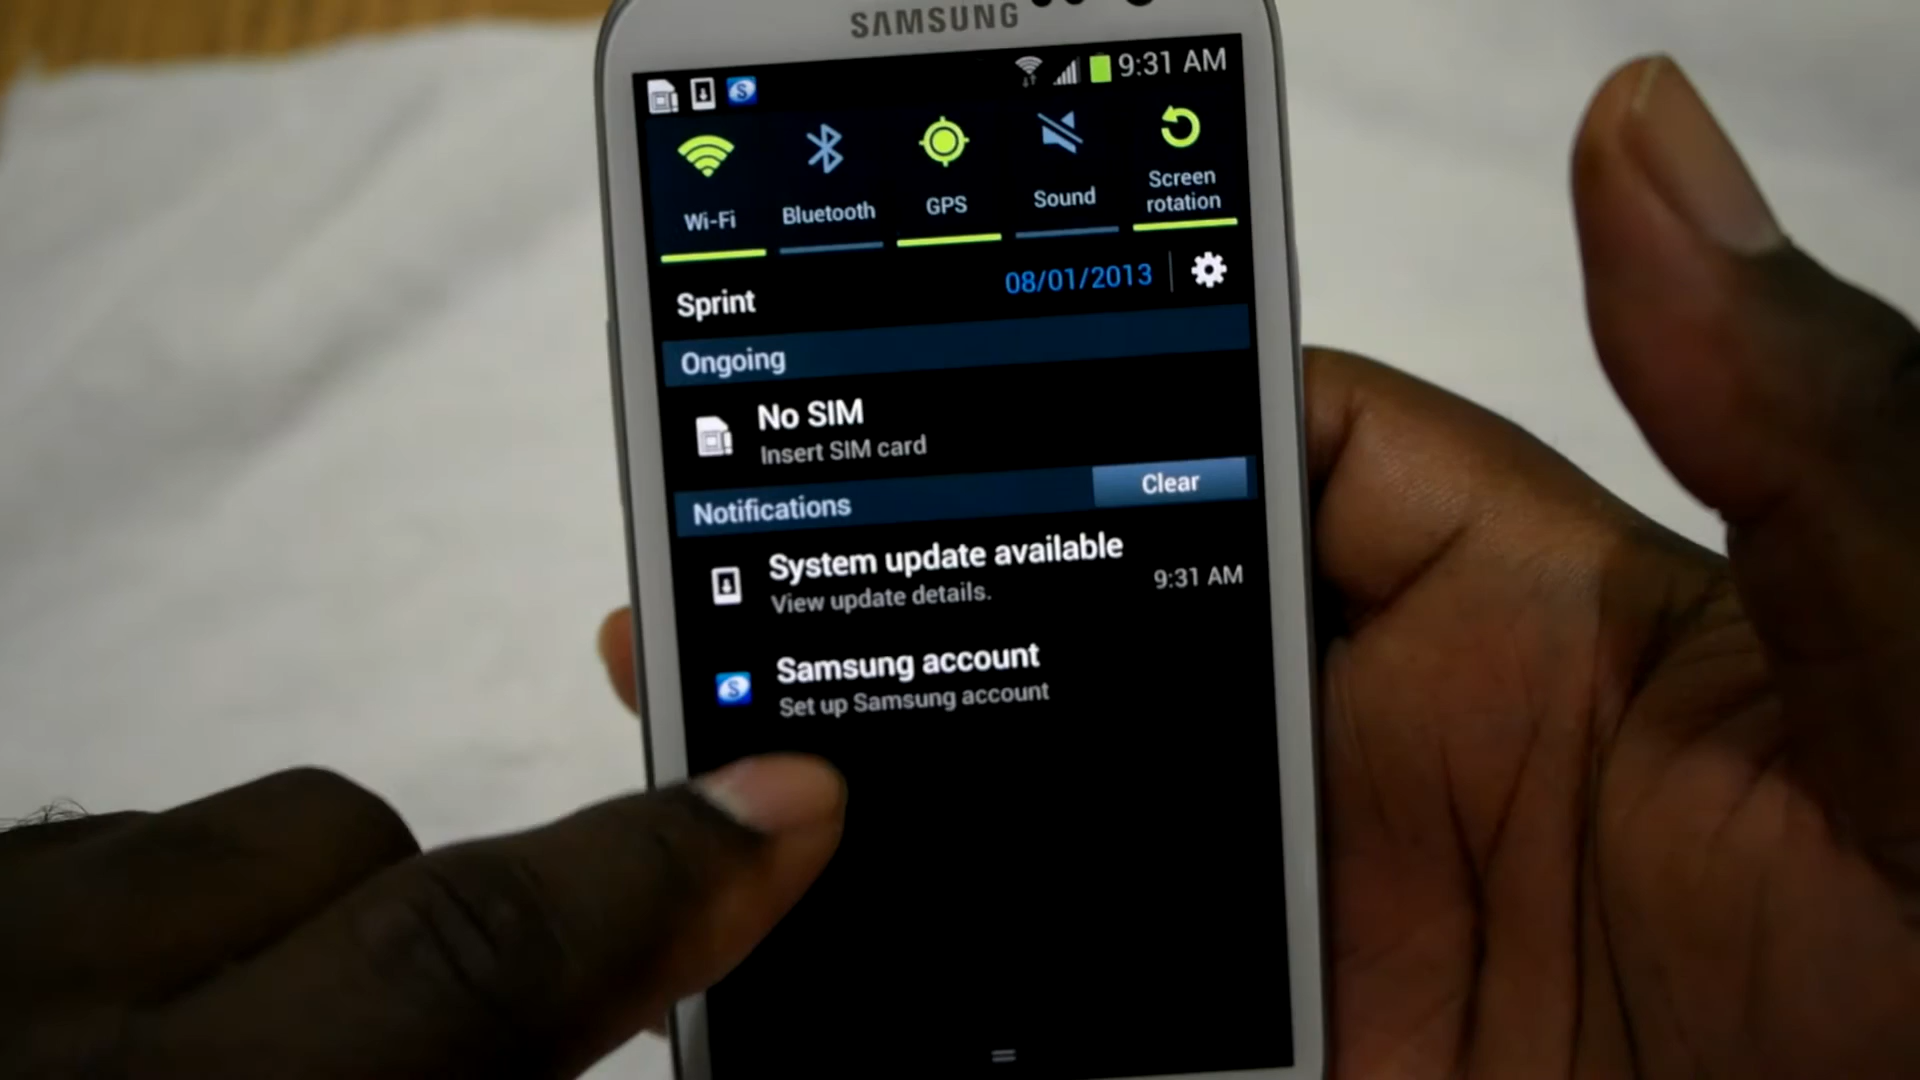 SAMSUNG
9:31 AM
Wi-Fi
Bluetooth
GPS
Sound
Screen
rotation
Sprint
08/01/2013
Ongoing
No SIM
Insert SIM card
Notifications
Clear
System update available
View update details.
9:31 AM
Samsung account
Set up Samsung account